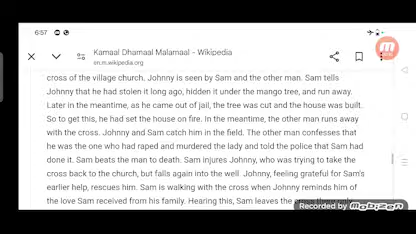 6:57
Kamaal Dhamaal Malamaal - Wikipedia
en.m.wikipedia.org
cross of the village church. Johnny is seen by Sam and the other man. Sam tells
Johnny that he had stolen it long ago, hidden it under the mango tree, and run away.
Later in the meantime, as he came out of jail, the tree was cut and the house was built.
So to get this, he had set the house on fire. In the meantime, the other man runs away
with the cross. Johnny and Sam catch him in the field. The other man confesses that
he was the one who had raped and murdered the lady and told the police that Sam had
done it. Sam beats the man to death. Sam injures Johnny, who was trying to take the
cross back to the church, but falls again into the well. Johnny, feeling grateful for Sam's
earlier help, rescues him. Sam is walking with the cross when Johnny reminds him of
the love Sam received from his family. Hearing this, Sam leaves the cross
Recorded by Mobizen